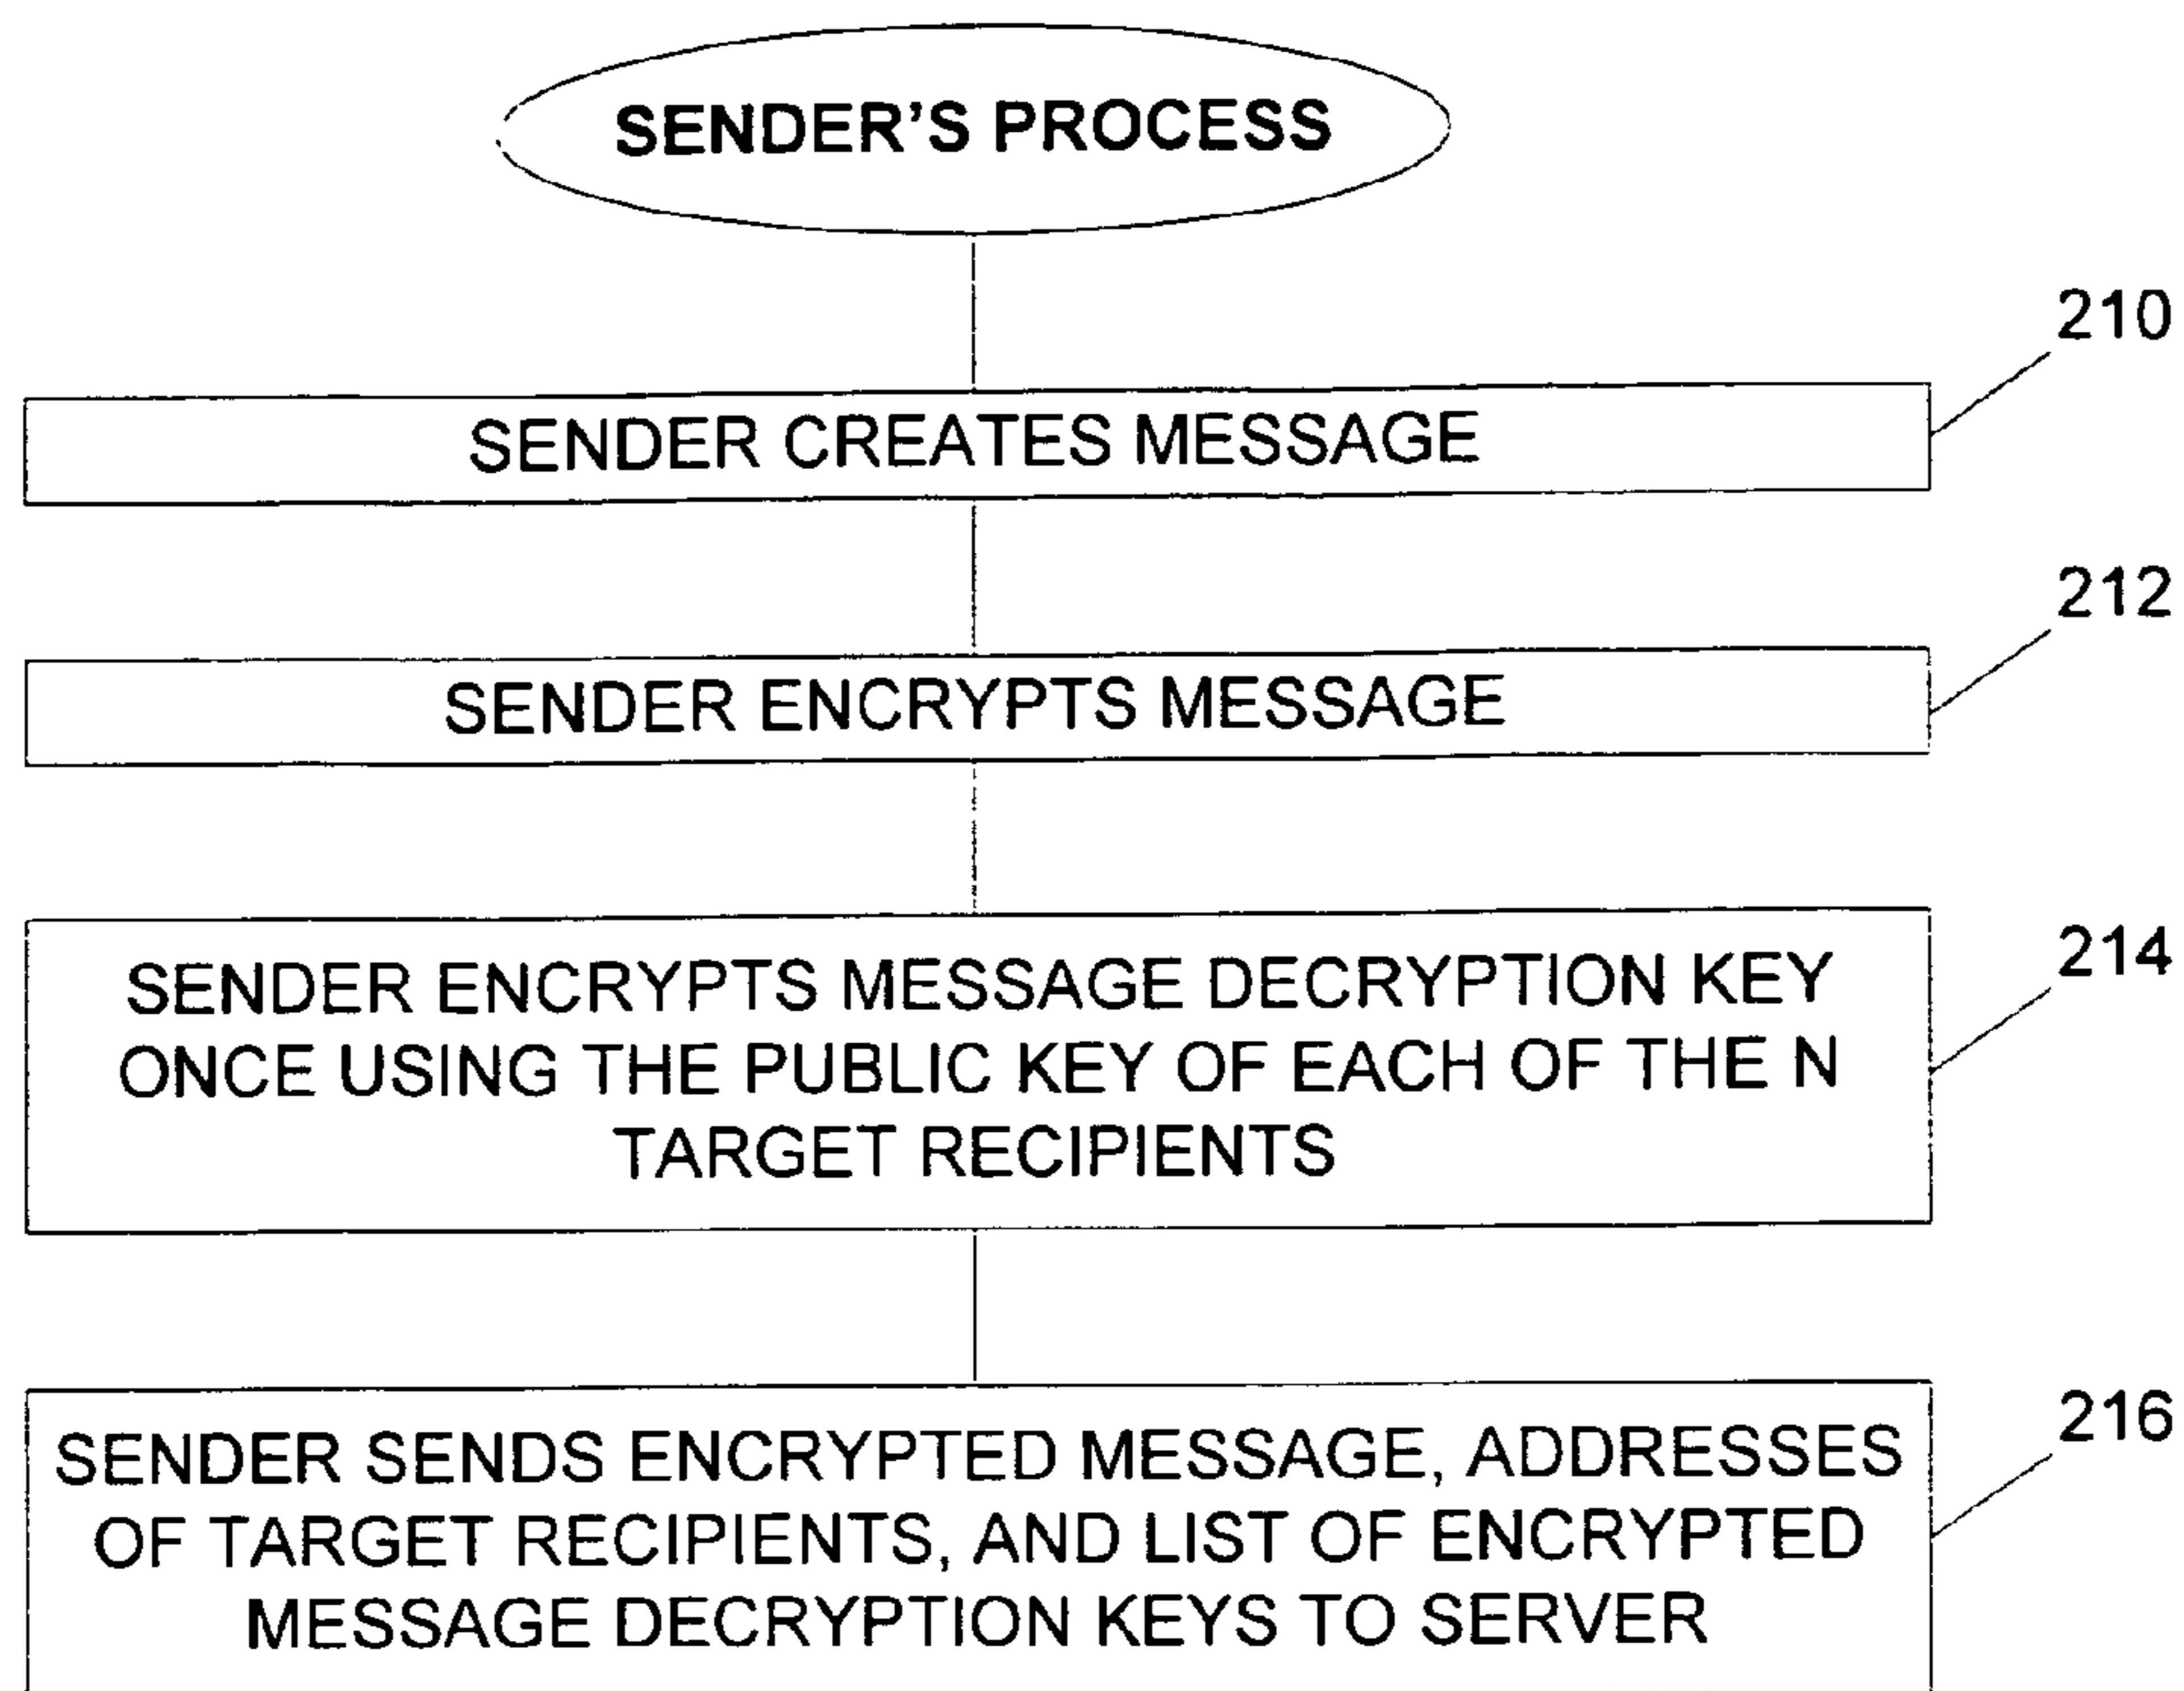 SENDER'S PROCESS
210
SENDER CREATES MESSAGE
212
SENDER ENCRYPTS MESSAGE
214
SENDER ENCRYPTS MESSAGE DECRYPTION KEY
ONCE USING THE PUBLIC KEY OF EACH OF THE N
TARGET RECIPIENTS
216
SENDER SENDS ENCRYPTED MESSAGE, ADDRESSES
OF TARGET RECIPIENTS, AND LIST OF ENCRYPTED
MESSAGE DECRYPTION KEYS TO SERVER